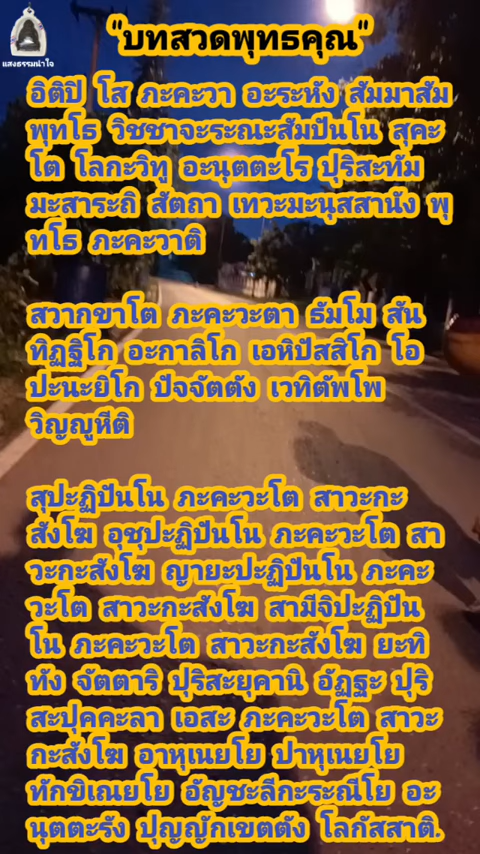 แสงธรรมนำใจ
"บทสวดพุทธคุณ"
อิติปิ โส ภะคะวา อะระหัง สัมมาสัม
พุทโธ วิชชาจะระณะสัมปันโน สุคะ
โต โลกะวิทู อะนุตตะโร ปุริสะทัม
มะสาระถิ สัตถา เทวะมะนุสสานัง พุ
ทโธ ภะคะวาติ
สวากขาโต ภะคะวะตา ธัมโม สัน
ทิฏฐิโก อะกาลิโก เอหิปัสสิโก โอ
ปะนะยิโก ปัจจัตตัง เวทิตัพโพ
วิญญูหีติ
สุปะฏิปันโน ภะคะวะโต สาวะกะ
สังโฆ อุชุปะฏิปันโน ภะคะวะโต สา
วะกะสังโฆ ญายะปะฏิปันโน ภะคะ
วะโต สาวะกะสังโฆ สามีจิปะฏิปัน
โน ภะคะวะโต สาวะกะสังโฆ ยะทิ
ทัง จัตตาริ ปุริสะยุคานิ อัฏฐะ ปุริ
สะปุคคะลา เอสะ ภะคะวะโต สาวะ
กะสังโฆ อาหุเนยโย ปาหุเนยโย
ทักขิเณยโย อัญชะลีกะระณีโย อะ
นุตตะรัง ปุญญักเขตตัง โลกัสสาติ.